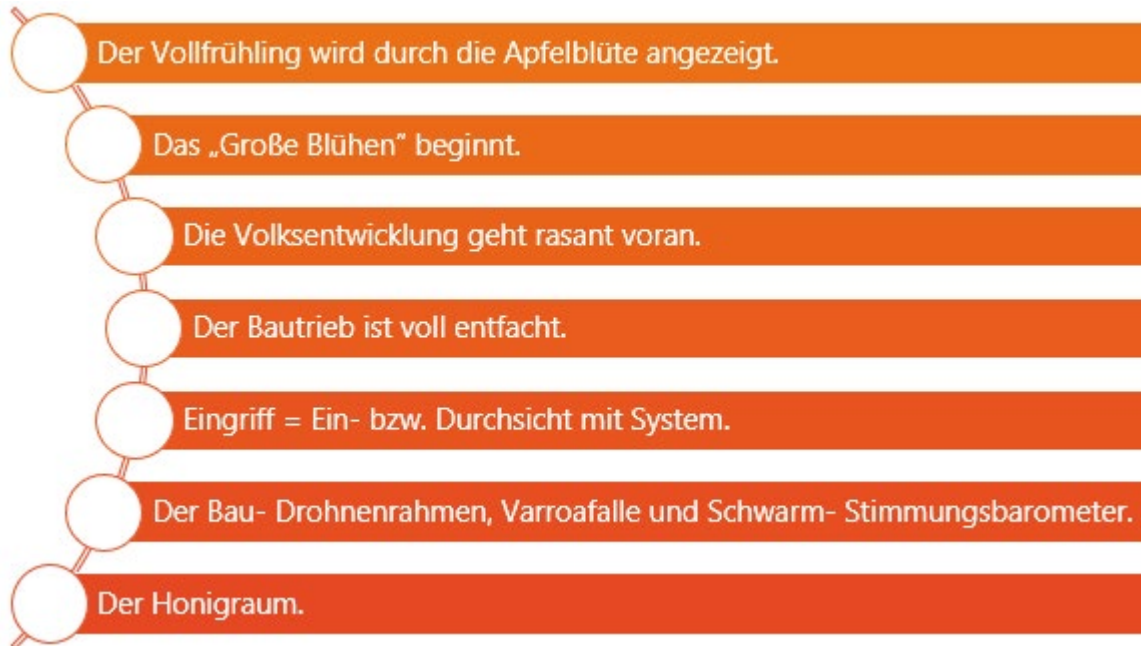 Der Vollfrühling wird durch die Apfelblüte angezeigt.
Das „Große Blühen" beginnt.
Die Volksentwicklung geht rasant voran.
Der Bautrieb ist voll entfacht.
Eingriff = Ein- bzw. Durchsicht mit System.
Der Bau- Drohnenrahmen, Varroafalle und Schwarm- Stimmungsbarometer.
Der Honigraum.